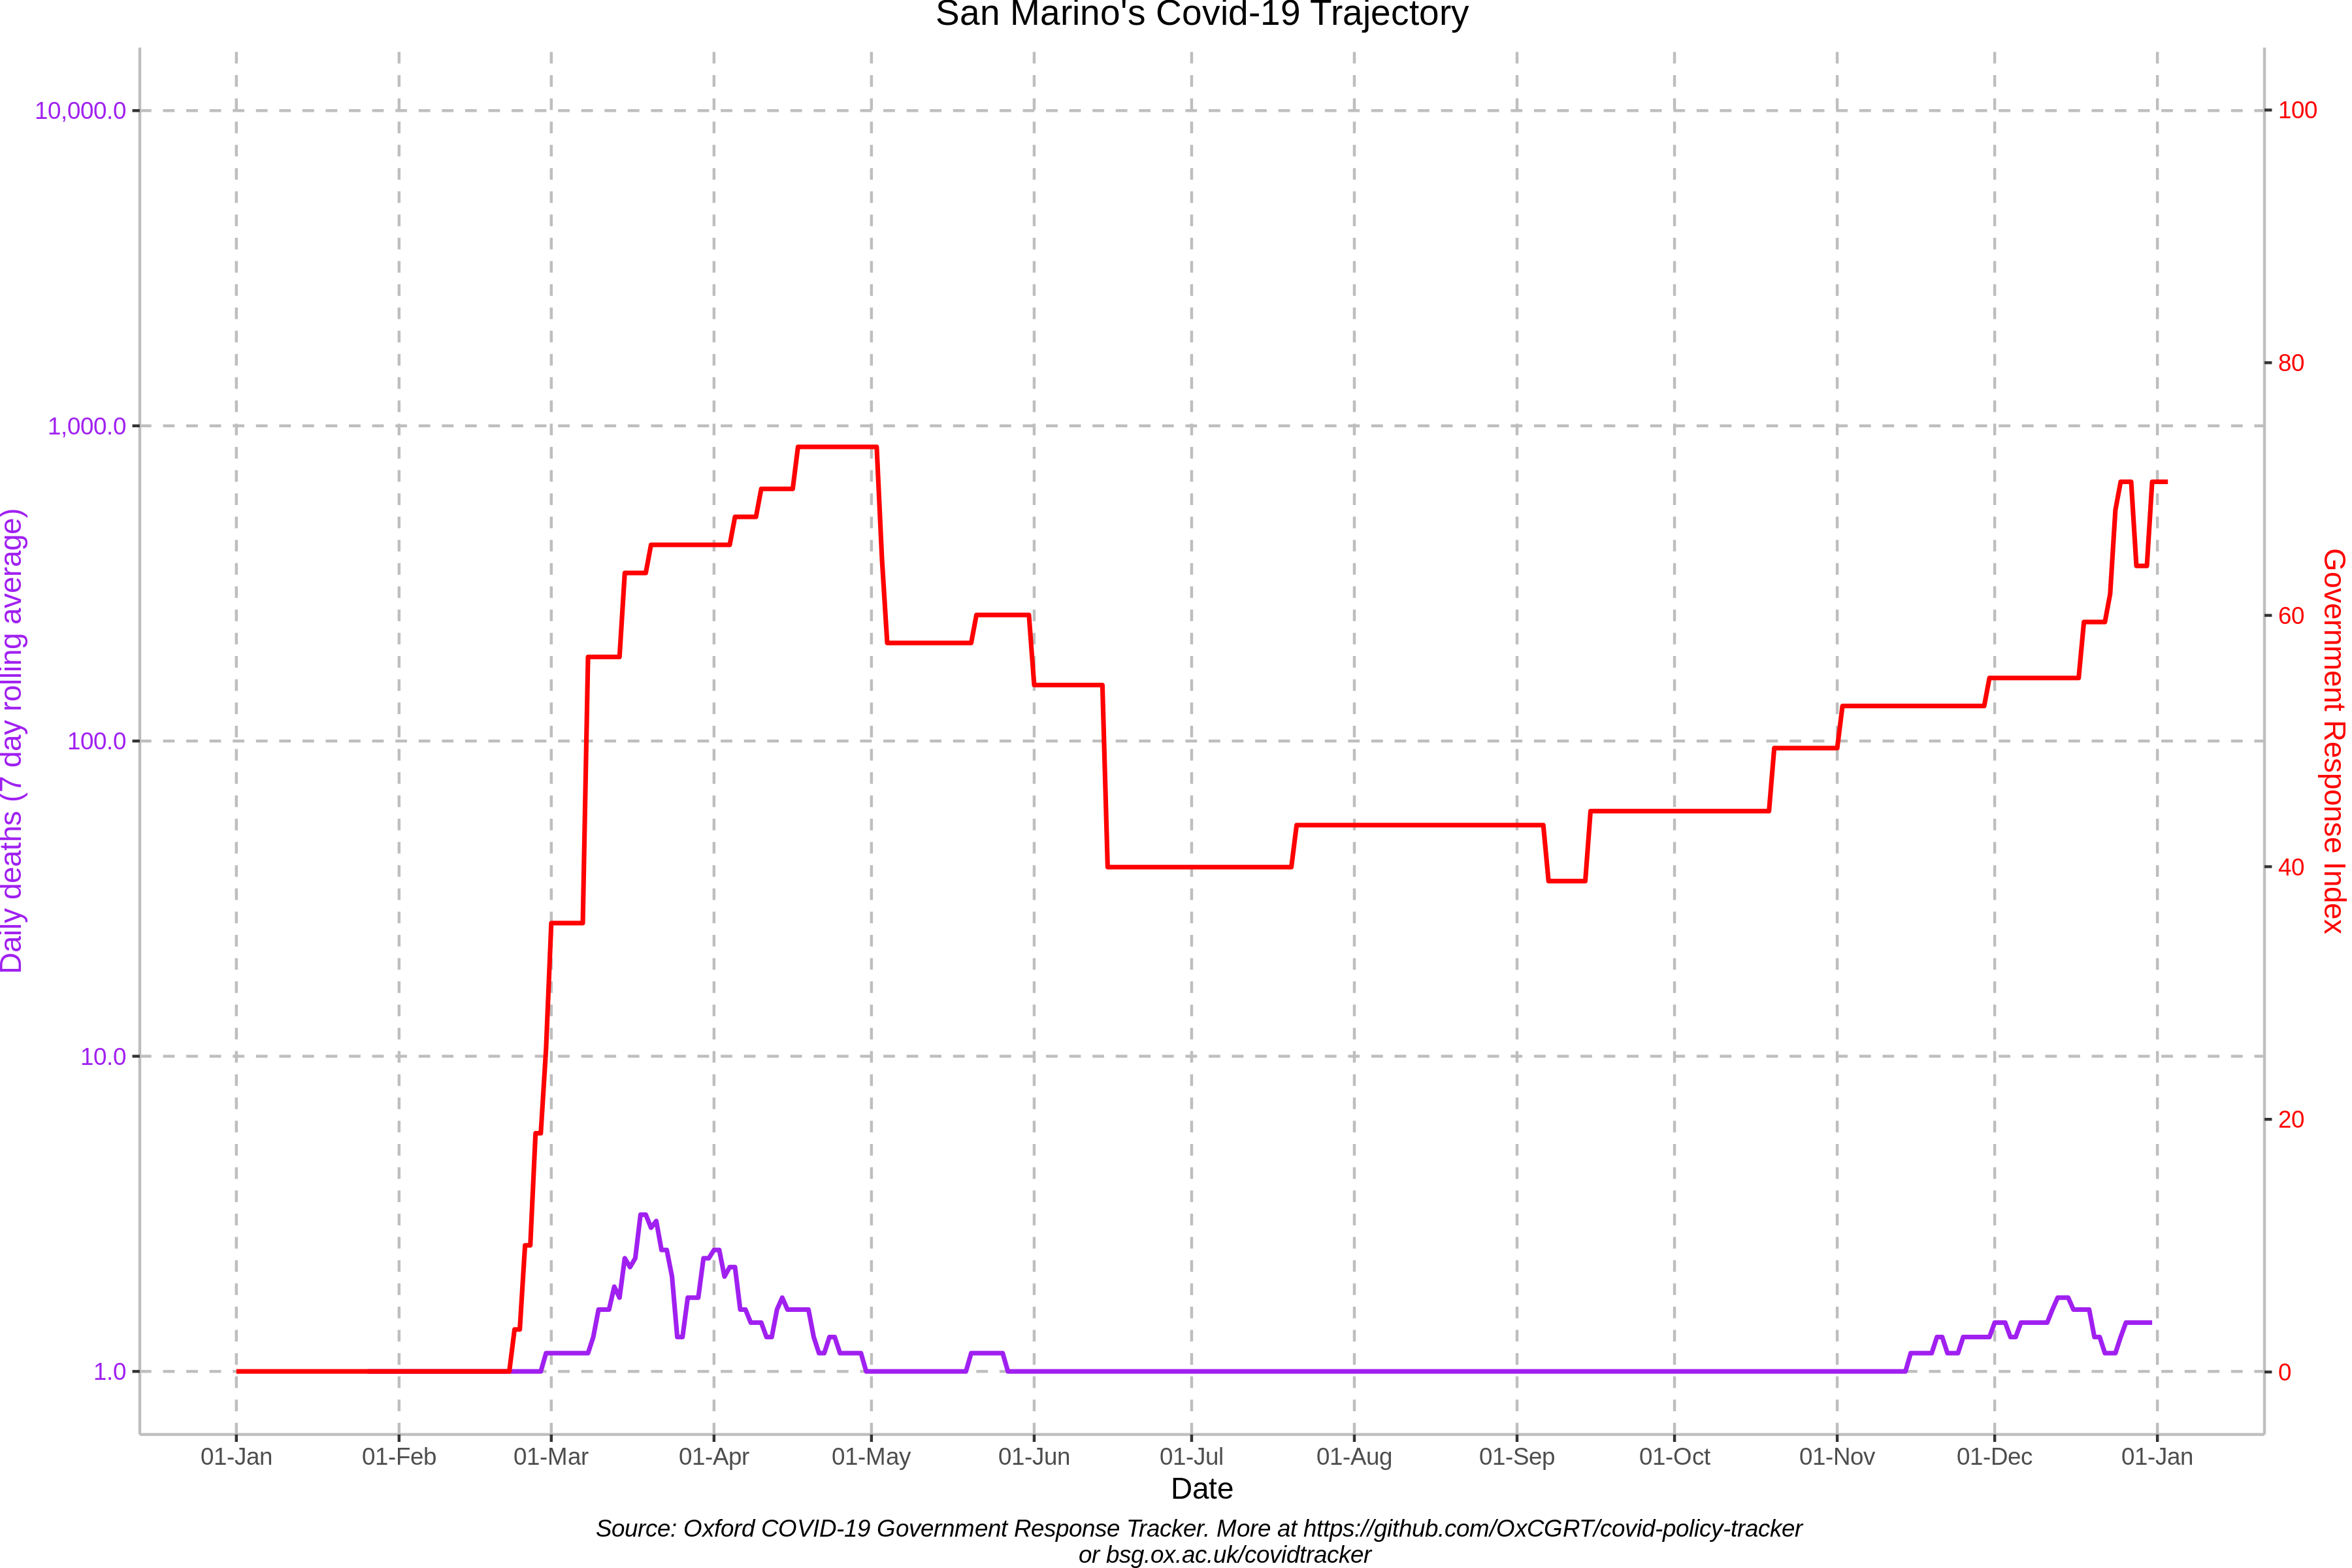 San Marino's Covid-19 Trajectory
10,000.0
1,000.0
100.0
10.0
1.0
Daily deaths (7 day rolling average)
100
80
60
40
20
0
Government Response Index
01-Jan 01-Feb 01-Mar 01-Apr 01-May 01-Jun 01-Jul 01-Aug 01-Sep 01-Oct 01-Nov 01-Dec 01-Jan
Date
Source: Oxford COVID-19 Government Response Tracker. More at https://github.com/OxCGRT/covid-policy-tracker
or bsg.ox.ac.uk/covidtracker